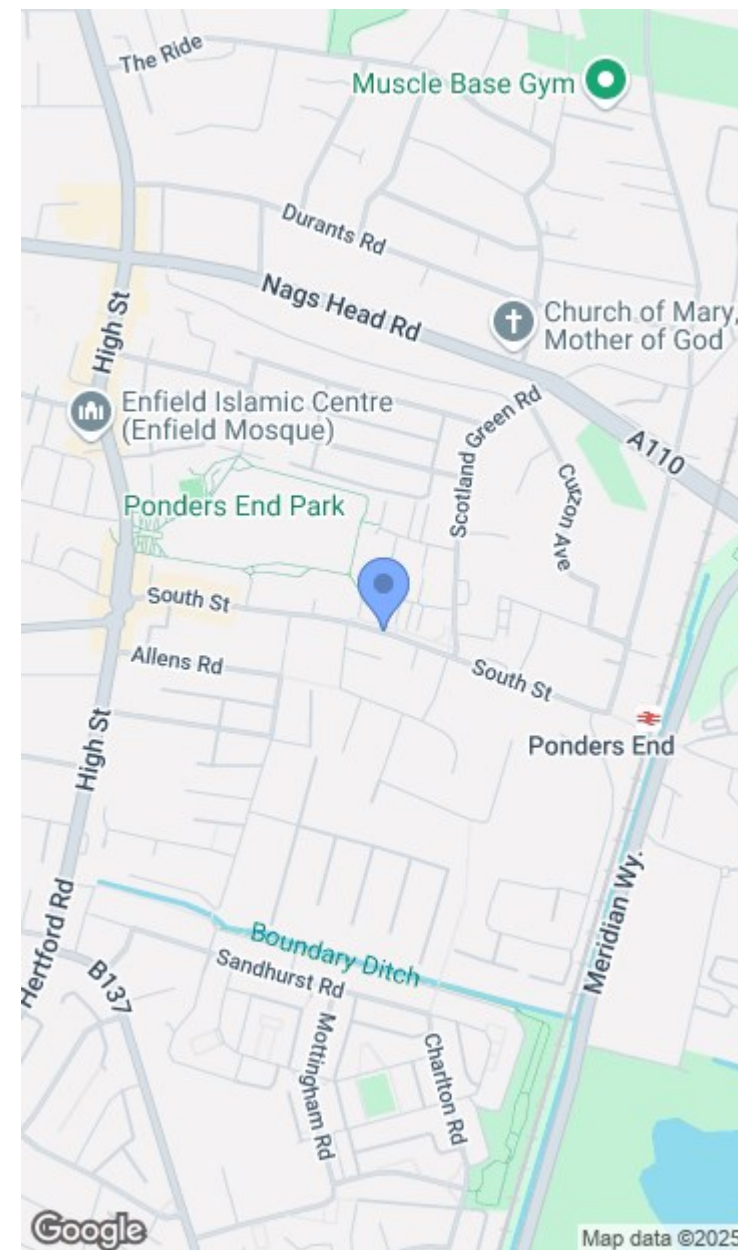 The Ride
Muscle Base Gym
Durants Rd
Nags Head Rd
Church of Mary,
Mother of God
High St
Enfield Islamic Centre
(Enfield Mosque)
Scotland Green Rd
A110
Curzon Ave
Ponders End Park
South St
Allens Rd
South St
Ponders End
High St
Meridian Wy.
Hertford Rd
Boundary Ditch
Sandhurst Rd
B137
Mottingham Rd
Charlton Rd
Google
Map data ©2025